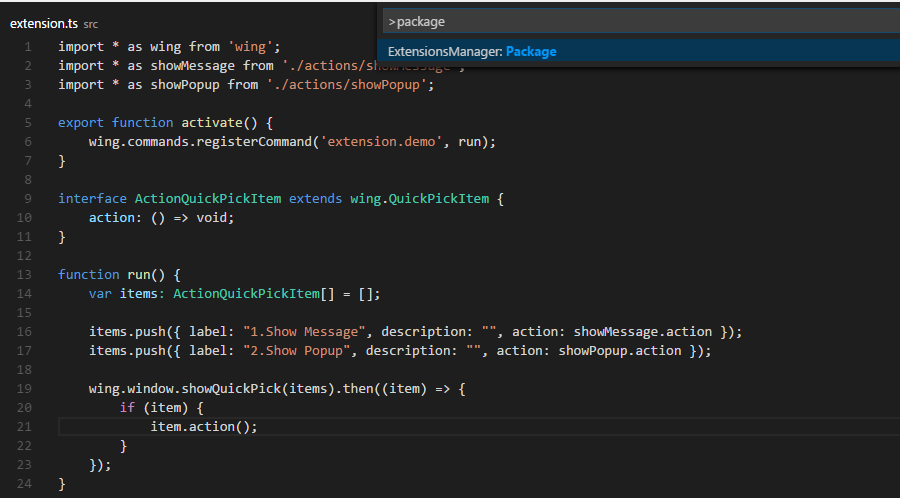 extension.ts src
>package
ExtensionsManager: Package
1 import * as wing from 'wing';
2 import * as showMessage from './actions/showMessage';
3 import * as showPopup from './actions/showPopup';
4
5 export function activate() {
6 wing.commands.registerCommand('extension.demo', run);
7 }
8
9 interface ActionQuickPickItem extends wing.QuickPickItem {
10 action: () => void;
11 }
12
13 function run() {
14 var items: ActionQuickPickItem[] = [];
15
16 items.push({ label: "1.Show Message", description: "", action: showMessage.action });
17 items.push({ label: "2.Show Popup", description: "", action: showPopup.action });
18
19 wing.window.showQuickPick(items).then((item) => {
20 if (item) {
21 item.action();
22 }
23 });
24 }